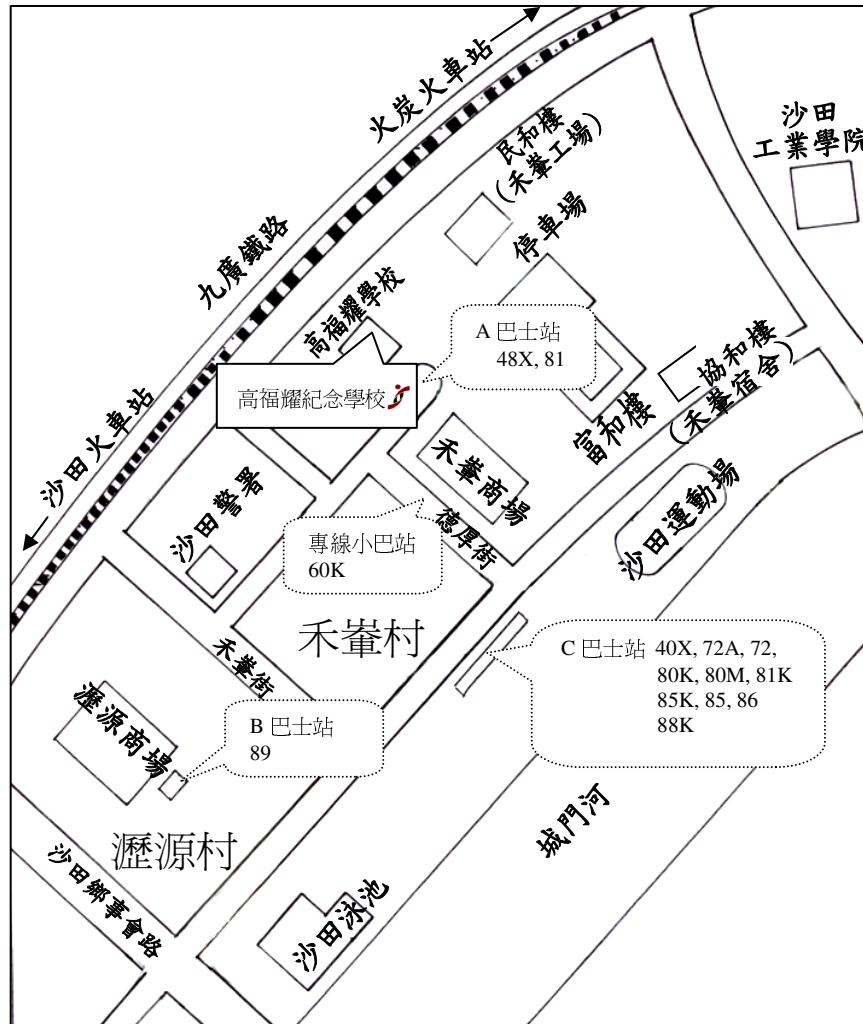 火炭火車站
沙田
工業學院
民和樓
(禾輋工場)
停車場
九廣鐵路
高福耀學校
A 巴士站
48X, 81
高福耀紀念學校
協和樓
(禾輋宿舍)
富和樓
沙田火車站
禾輋商場
沙田警署
德厚街
沙田運動場
專線小巴站
60K
禾輋村
C 巴士站 40X, 72A, 72,
80K, 80M, 81K
85K, 85, 86
88K
禾輋街
瀝源商場
B 巴士站
89
城門河
瀝源村
沙田鄉事會路
沙田泳池